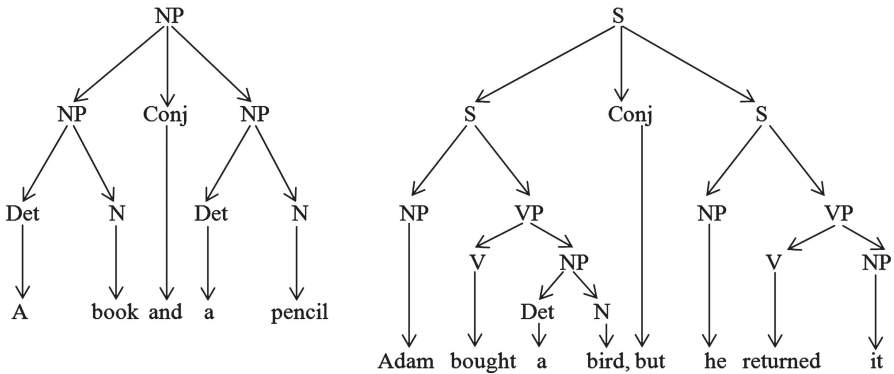 NP S
NP Conj NP S Conj S
Det N Det N NP VP NP VP
V NP V NP
A book and a pencil Det N
Adam bought a bird, but he returned it